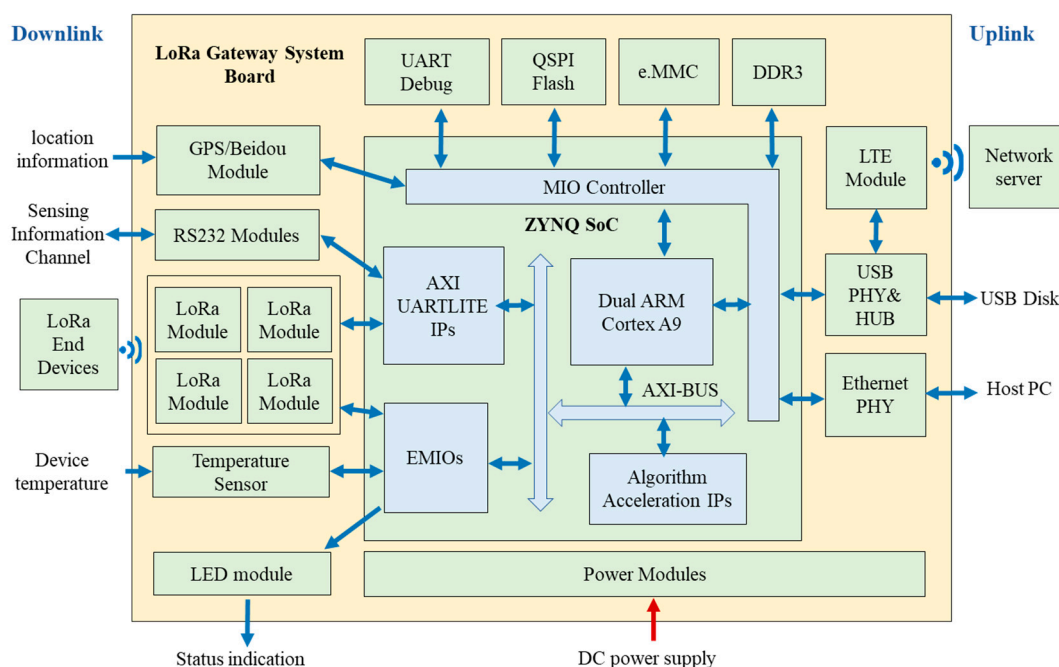 Downlink
Uplink
LoRa Gateway System
Board
UART
Debug
QSPI
Flash
e.MMC
DDR3
location
information
GPS/Beidou
Module
MIO Controller
LTE
Module
Network
server
Sensing
Information
Channel
RS232 Modules
ZYNQ SoC
AXI
UARTLITE
IPs
Dual ARM
Cortex A9
USB
PHY&
HUB
USB Disk
LoRa
Module
LoRa
Module
LoRa
Module
LoRa
Module
LoRa
End
Devices
AXI-BUS
Ethernet
PHY
Host PC
EMIOs
Device
temperature
Temperature
Sensor
Algorithm
Acceleration IPs
LED module
Power Modules
Status indication
DC power supply